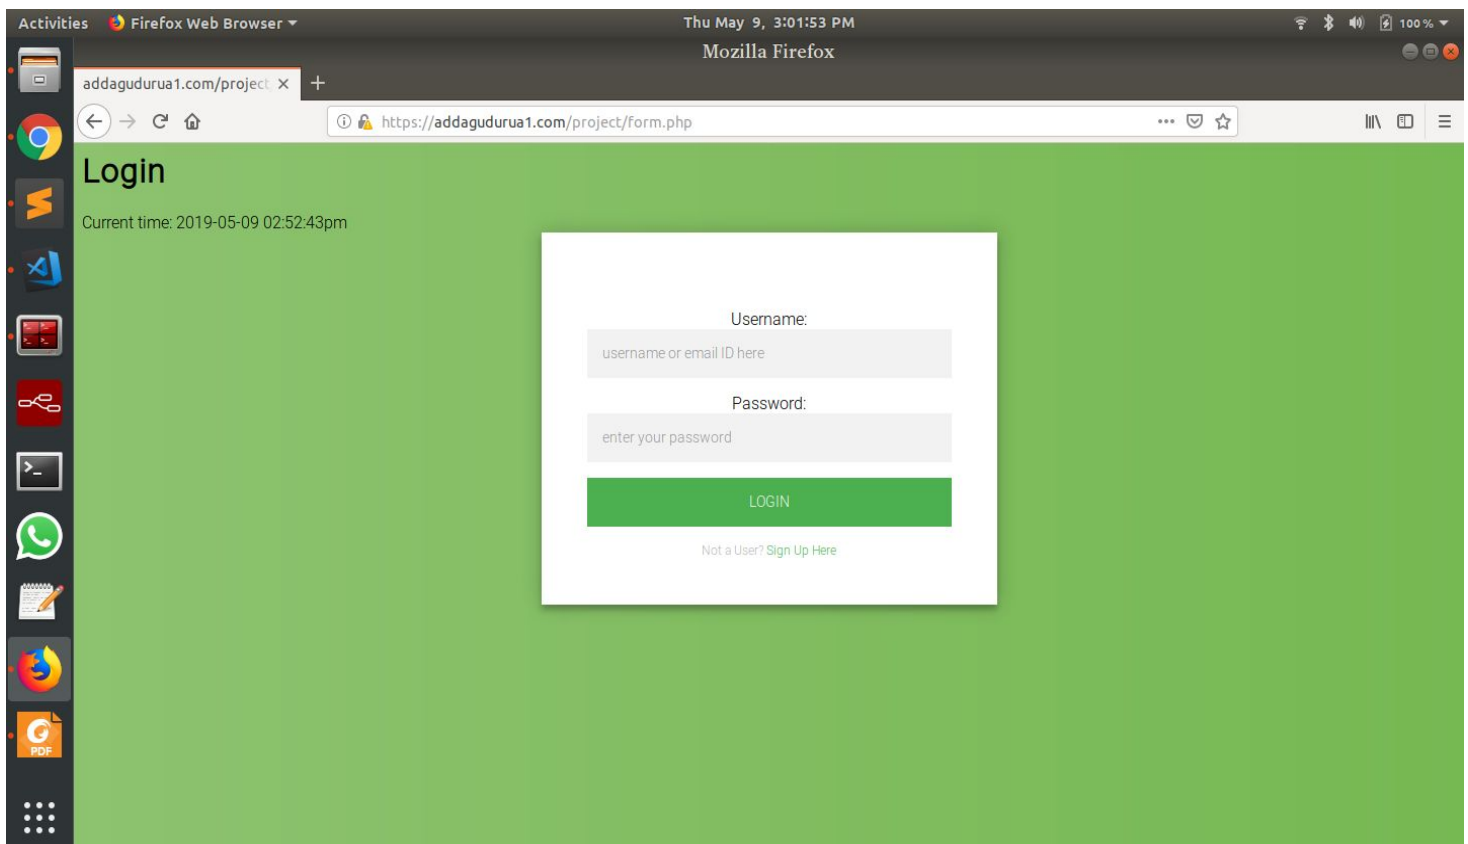 Activities Firefox Web Browser Thu May 9, 3:01:53 PM 100 %
Mozilla Firefox
addagudurua1.com/project
https://addagudurua1.com/project/form.php
Login
Current time: 2019-05-09 02:52:43pm
Username:
username or email ID here
Password:
enter your password
LOGIN
Not a User? Sign Up Here
PDF